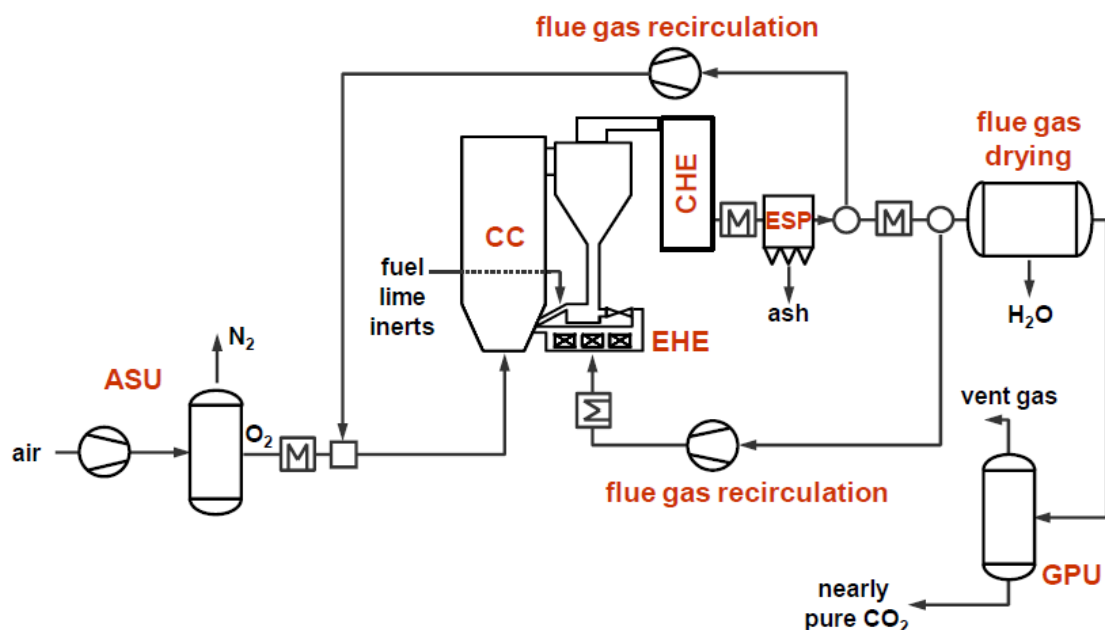 flue gas recirculation
flue gas
drying
CHE
ESP
CC
fuel
lime
inerts
ash
H₂O
EHE
N₂
ASU
vent gas
O₂
air
flue gas recirculation
GPU
nearly
pure CO₂